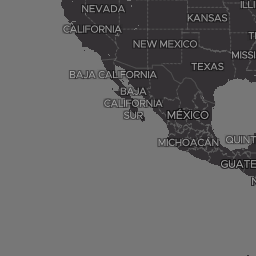 NEVADA
ILLI
KANSAS
CALIFORNIA
NEW MEXICO
MISSI
TEXAS
BAJA CALIFORNIA
BAJA
CALIFORNIA
SUR
MÉXICO
MICHOACÁN
QUINT
GUATE